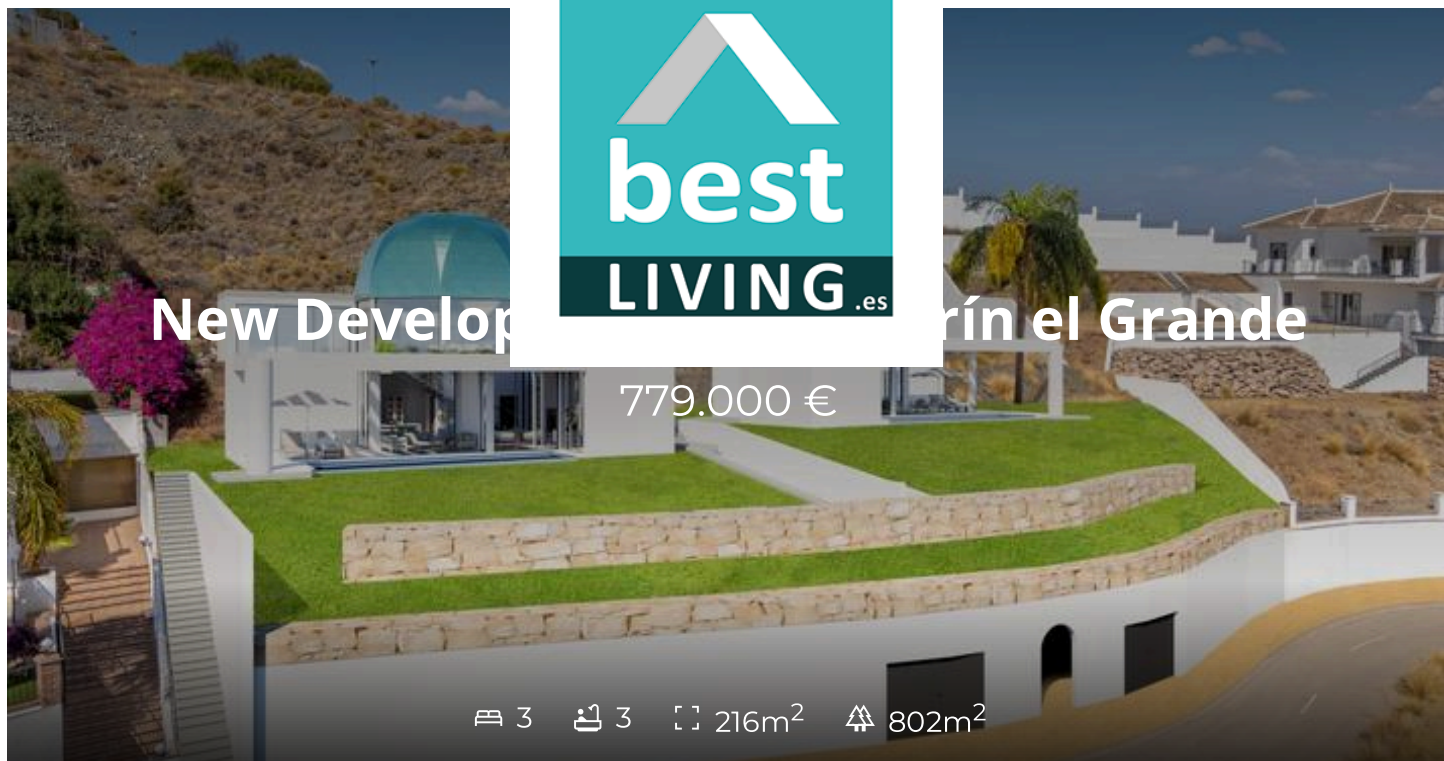 best
LIVING.es
New Develop rín el Grande
779.000 €
3 3 216m² 802m²